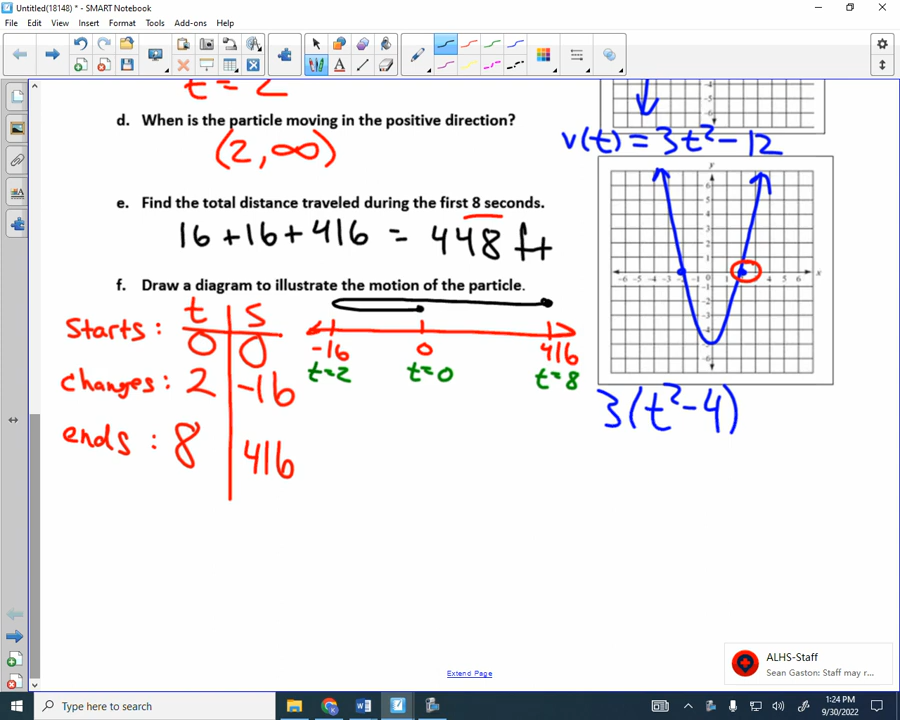 Untitled(18148) * - SMART Notebook
File Edit View Insert Format Tools Add-ons Help
t = 2
d. When is the particle moving in the positive direction?
(2, ∞)
v(t) = 3t² - 12
e. Find the total distance traveled during the first 8 seconds.
16 + 16 + 416 = 448 ft
f. Draw a diagram to illustrate the motion of the particle.
t s
Starts : 0 0
changes : 2 -16
ends : 8 416
-16 0 416
t=2 t=0 t=8
y
x
3(t² - 4)
Extend Page
ALHS-Staff
Sean Gaston: Staff may r...
Type here to search
1:24 PM
9/30/2022